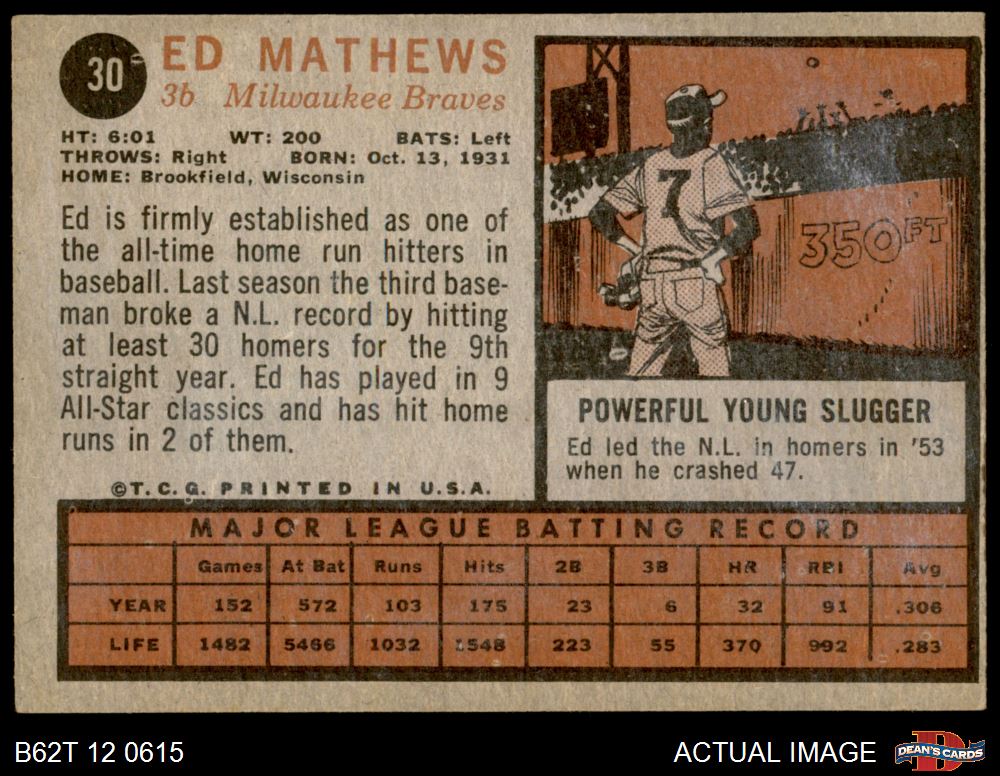 30
ED MATHEWS
3b Milwaukee Braves
HT: 6:01 WT: 200 BATS: Left
THROWS: Right BORN: Oct. 13, 1931
HOME: Brookfield, Wisconsin
Ed is firmly established as one of
the all-time home run hitters in
baseball. Last season the third base-
man broke a N.L. record by hitting
at least 30 homers for the 9th
straight year. Ed has played in 9
All-Star classics and has hit home
runs in 2 of them.
©T.C.G. PRINTED IN U.S.A.
7
350 FT
POWERFUL YOUNG SLUGGER
Ed led the N.L. in homers in '53
when he crashed 47.
MAJOR LEAGUE BATTING RECORD
Games At Bat Runs Hits 2B 3B HR RBI Avg
YEAR 152 572 103 175 23 6 32 91 .306
LIFE 1482 5466 1032 1548 223 55 370 992 .283
B62T 12 0615
ACTUAL IMAGE
DEAN'S CARDS